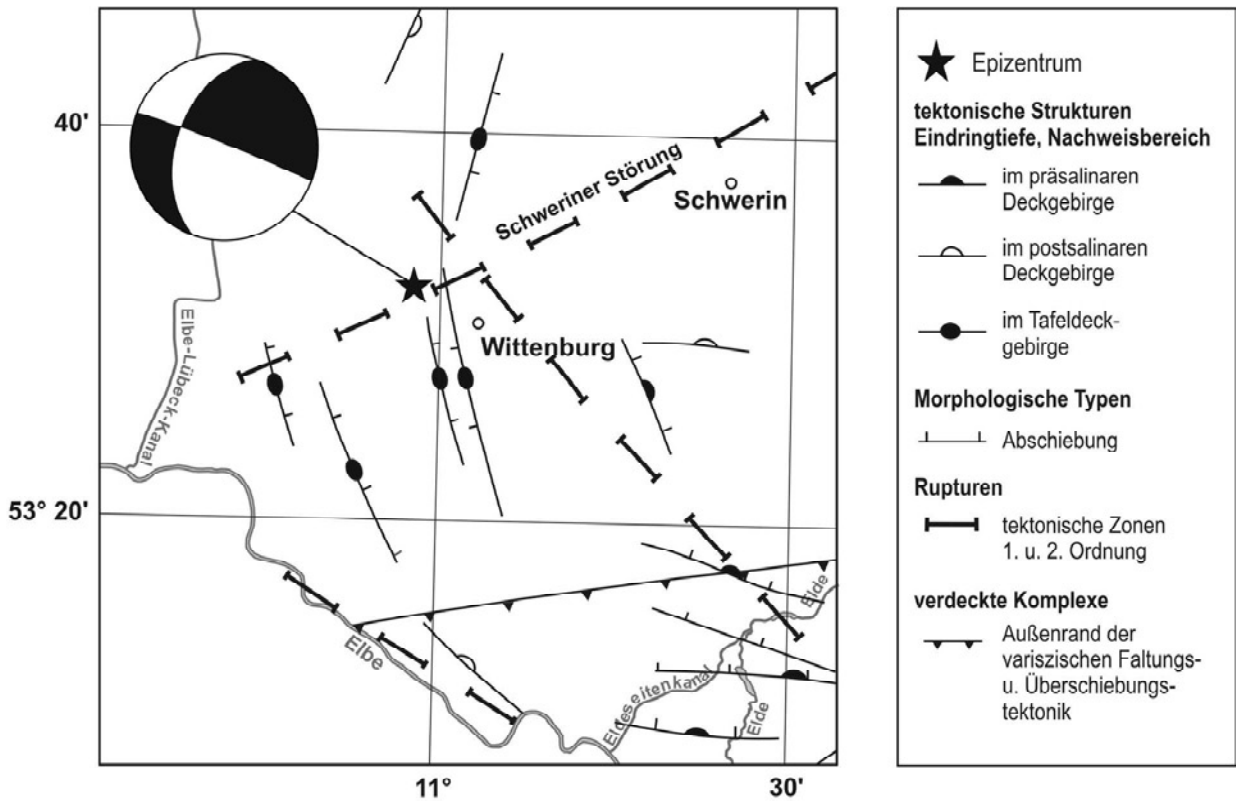 40'
53° 20'
11°
30'
Schweriner Störung
Schwerin
Wittenburg
Elbe-Lübeck-Kanal
Elbe
Eldeseitenkanal
Elde
Elde
Epizentrum
tektonische Strukturen
Eindringtiefe, Nachweisbereich
im präsalinaren
Deckgebirge
im postsalinaren
Deckgebirge
im Tafeldeck-
gebirge
Morphologische Typen
Abschiebung
Rupturen
tektonische Zonen
1. u. 2. Ordnung
verdeckte Komplexe
Außenrand der
variszischen Faltungs-
u. Überschiebungs-
tektonik